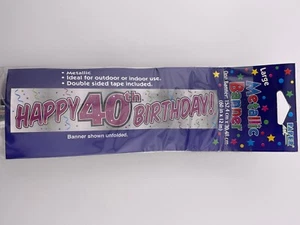 • Metallic
• Ideal for outdoor or indoor use.
• Double sided tape included.
HAPPY 40th BIRTHDAY!
Banner shown unfolded.
Large
Metallic
Banner